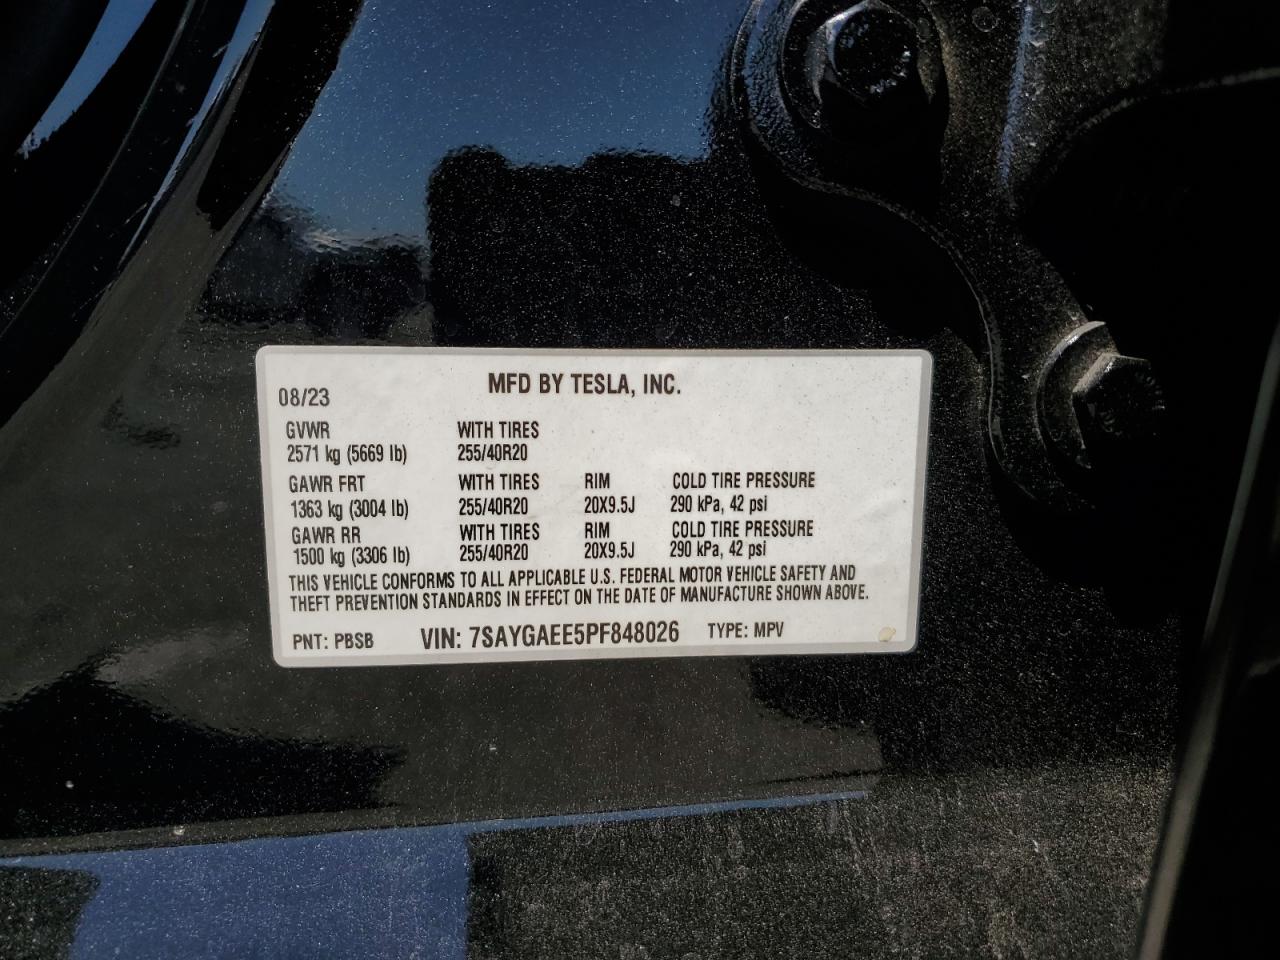 08/23 MFD BY TESLA, INC.
GVWR WITH TIRES
2571 kg (5669 lb) 255/40R20
GAWR FRT WITH TIRES RIM COLD TIRE PRESSURE
1363 kg (3004 lb) 255/40R20 20X9.5J 290 kPa, 42 psi
GAWR RR WITH TIRES RIM COLD TIRE PRESSURE
1500 kg (3306 lb) 255/40R20 20X9.5J 290 kPa, 42 psi
THIS VEHICLE CONFORMS TO ALL APPLICABLE U.S. FEDERAL MOTOR VEHICLE SAFETY AND
THEFT PREVENTION STANDARDS IN EFFECT ON THE DATE OF MANUFACTURE SHOWN ABOVE.
PNT: PBSB VIN: 7SAYGAEE5PF848026 TYPE: MPV